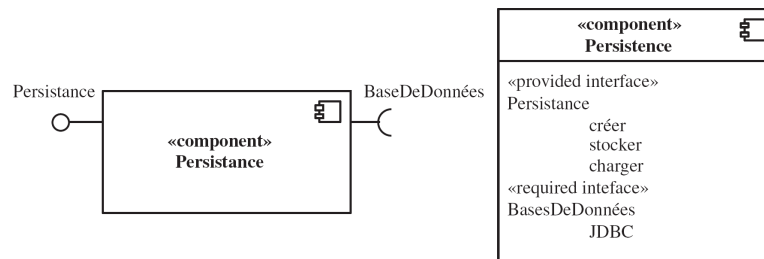 Persistance
BaseDeDonnées
«component»
Persistance
«component»
Persistence
«provided interface»
Persistance
créer
stocker
charger
«required inteface»
BasesDeDonnées
JDBC